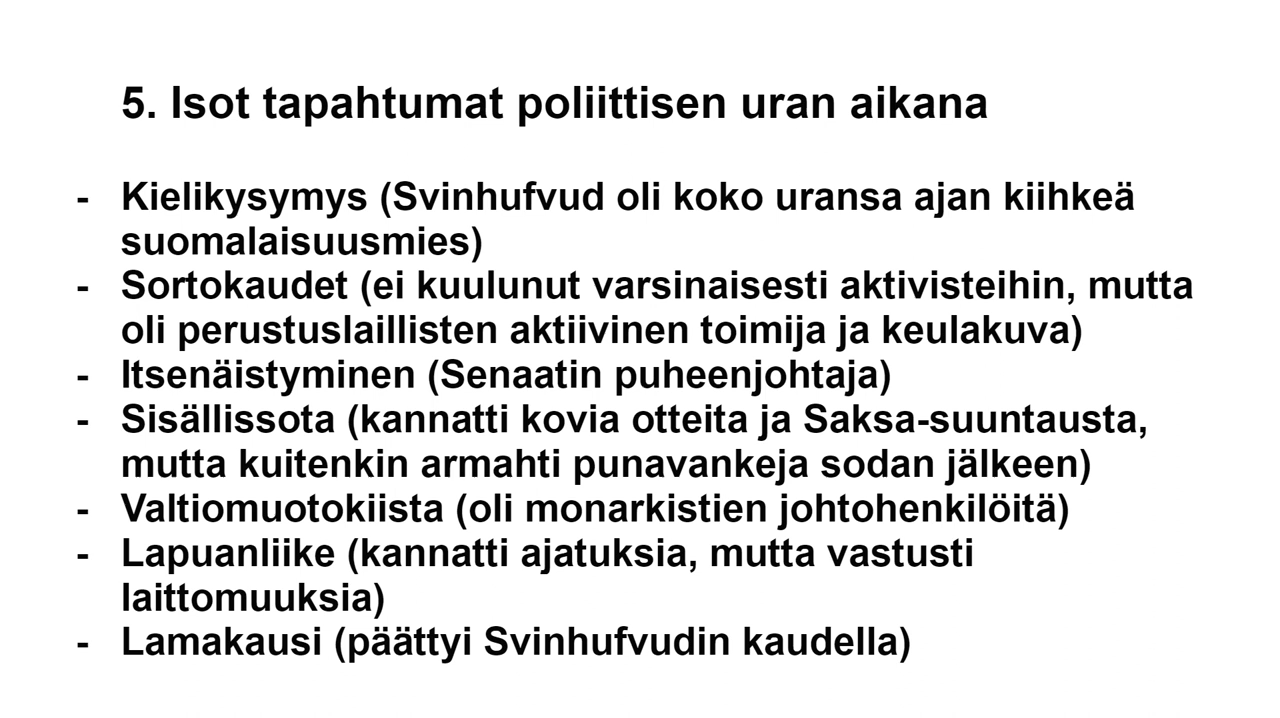 5. Isot tapahtumat poliittisen uran aikana
- Kielikysymys (Svinhufvud oli koko uransa ajan kiihkeä
suomalaisuusmies)
- Sortokaudet (ei kuulunut varsinaisesti aktivisteihin, mutta
oli perustuslaillisten aktiivinen toimija ja keulakuva)
- Itsenäistyminen (Senaatin puheenjohtaja)
- Sisällissota (kannatti kovia otteita ja Saksa-suuntausta,
mutta kuitenkin armahti punavankeja sodan jälkeen)
- Valtiomuotokiista (oli monarkistien johtohenkilöitä)
- Lapuanliike (kannatti ajatuksia, mutta vastusti
laittomuuksia)
- Lamakausi (päättyi Svinhufvudin kaudella)